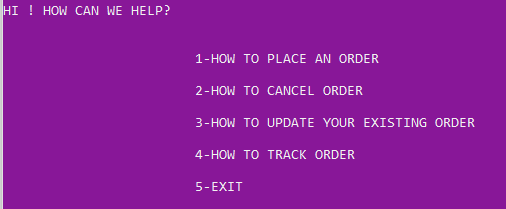 HI ! HOW CAN WE HELP?
1-HOW TO PLACE AN ORDER
2-HOW TO CANCEL ORDER
3-HOW TO UPDATE YOUR EXISTING ORDER
4-HOW TO TRACK ORDER
5-EXIT